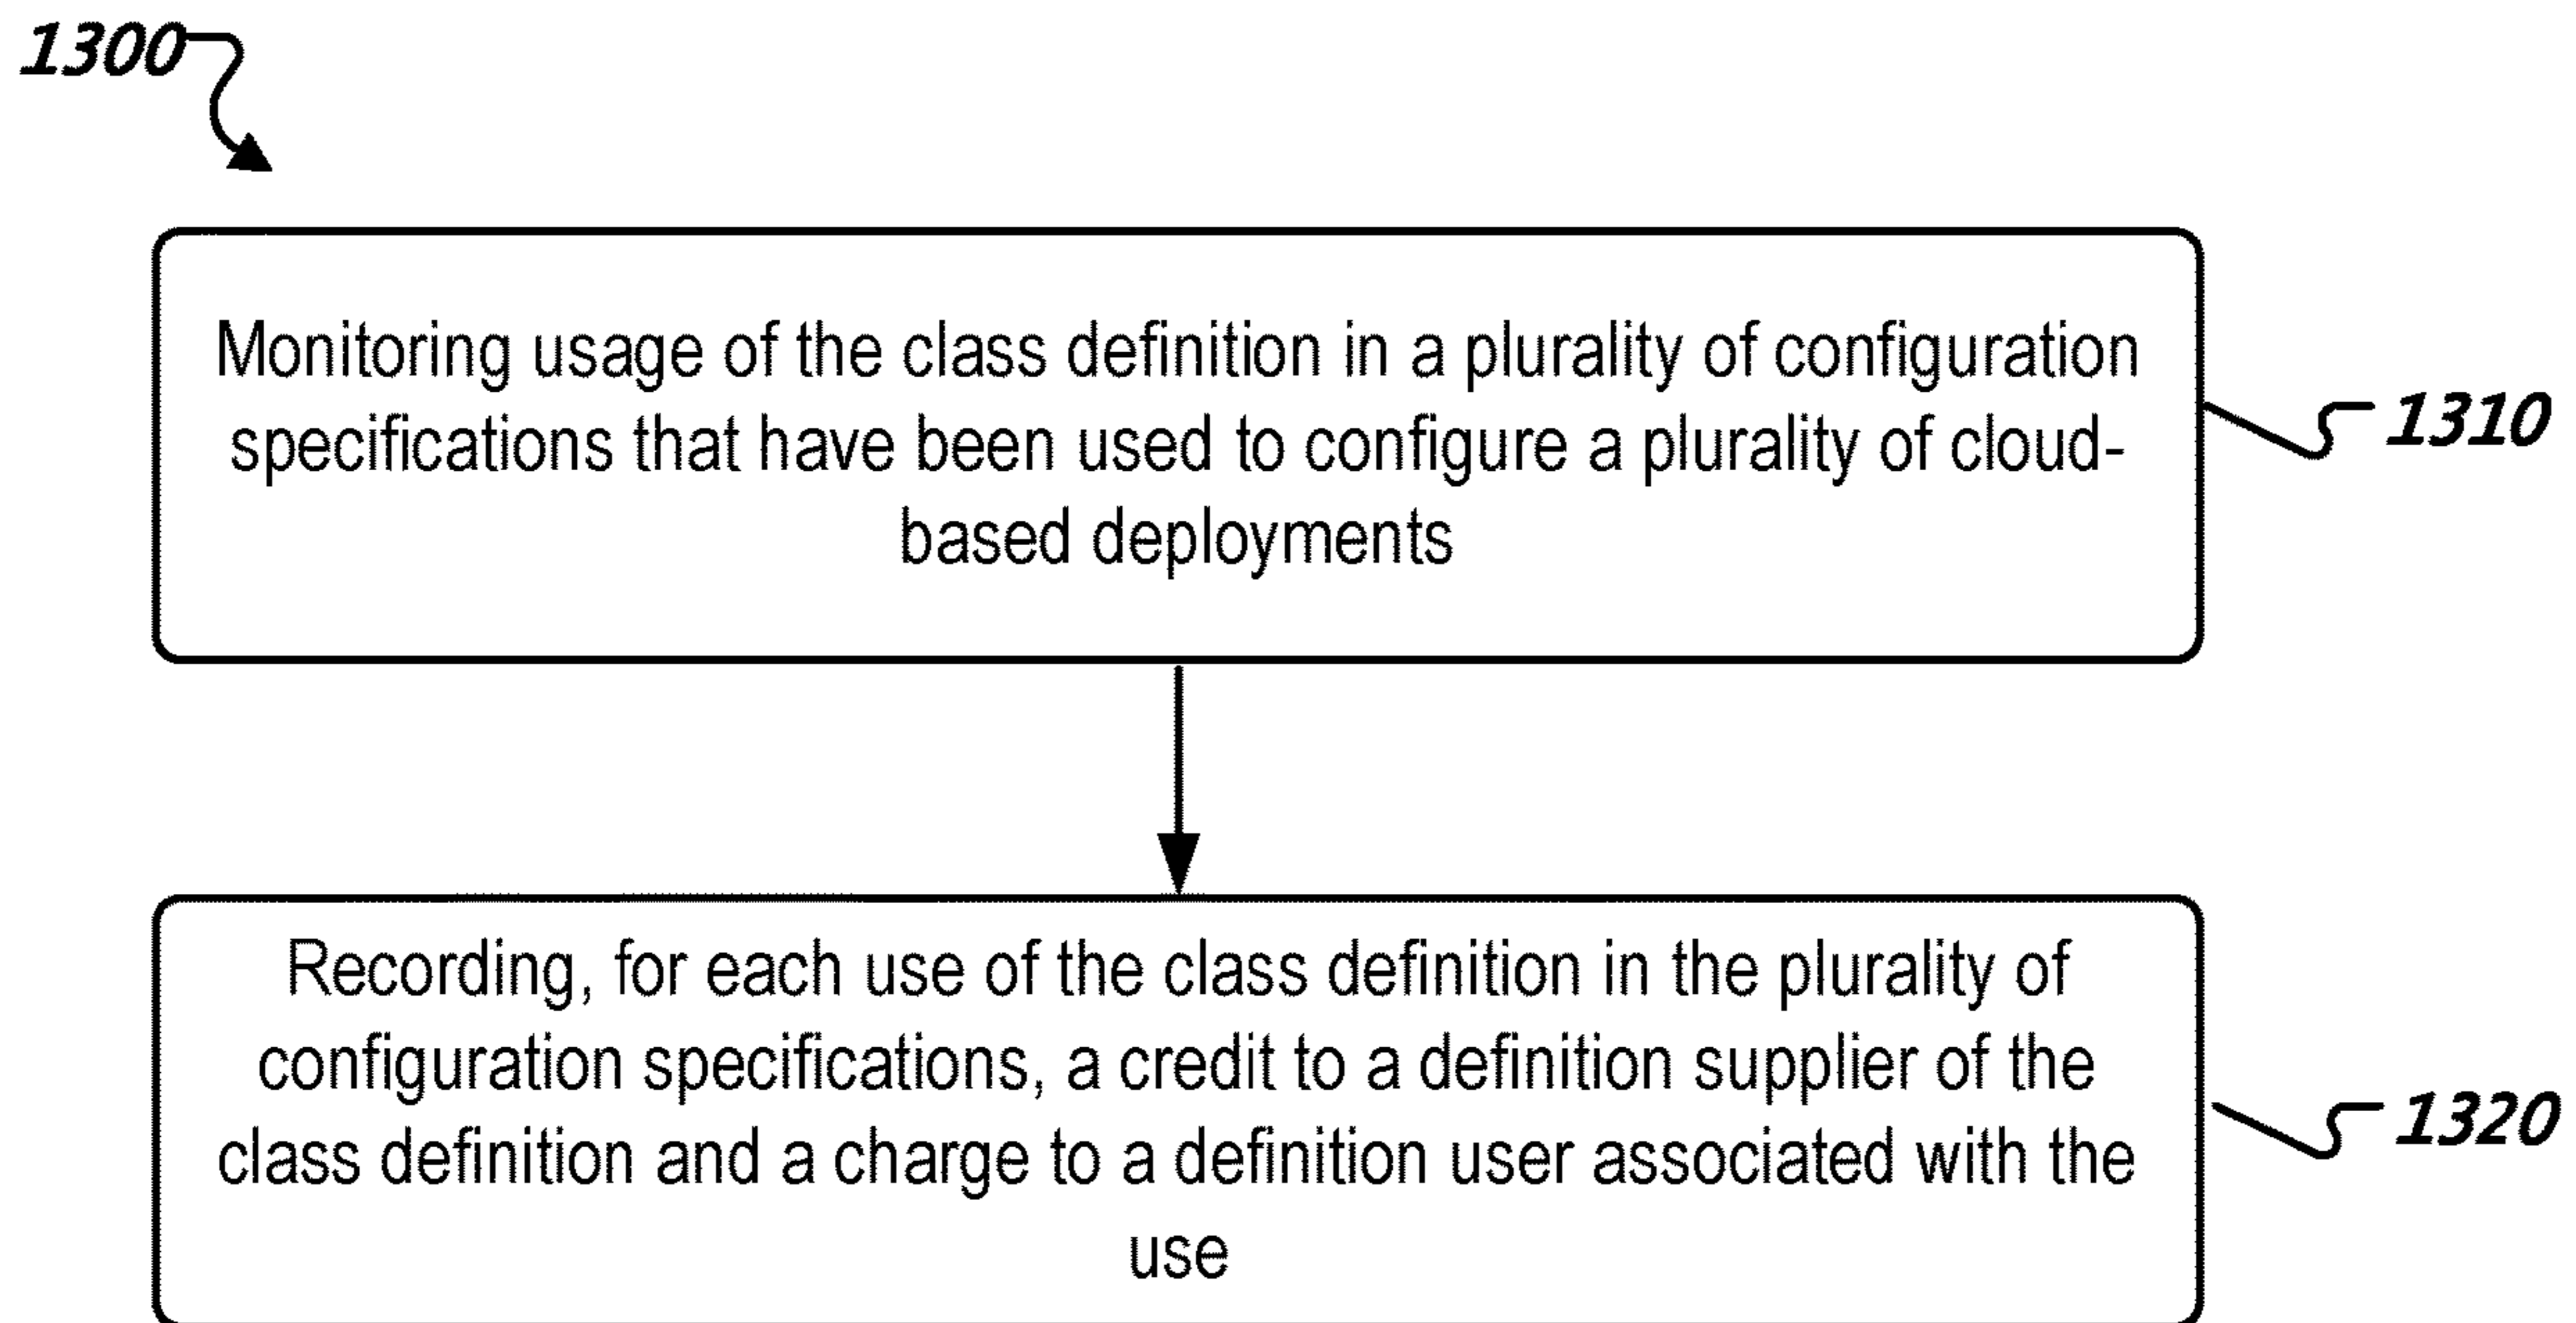 1300
Monitoring usage of the class definition in a plurality of configuration
specifications that have been used to configure a plurality of cloud-
based deployments
1310
Recording, for each use of the class definition in the plurality of
configuration specifications, a credit to a definition supplier of the
class definition and a charge to a definition user associated with the
use
1320